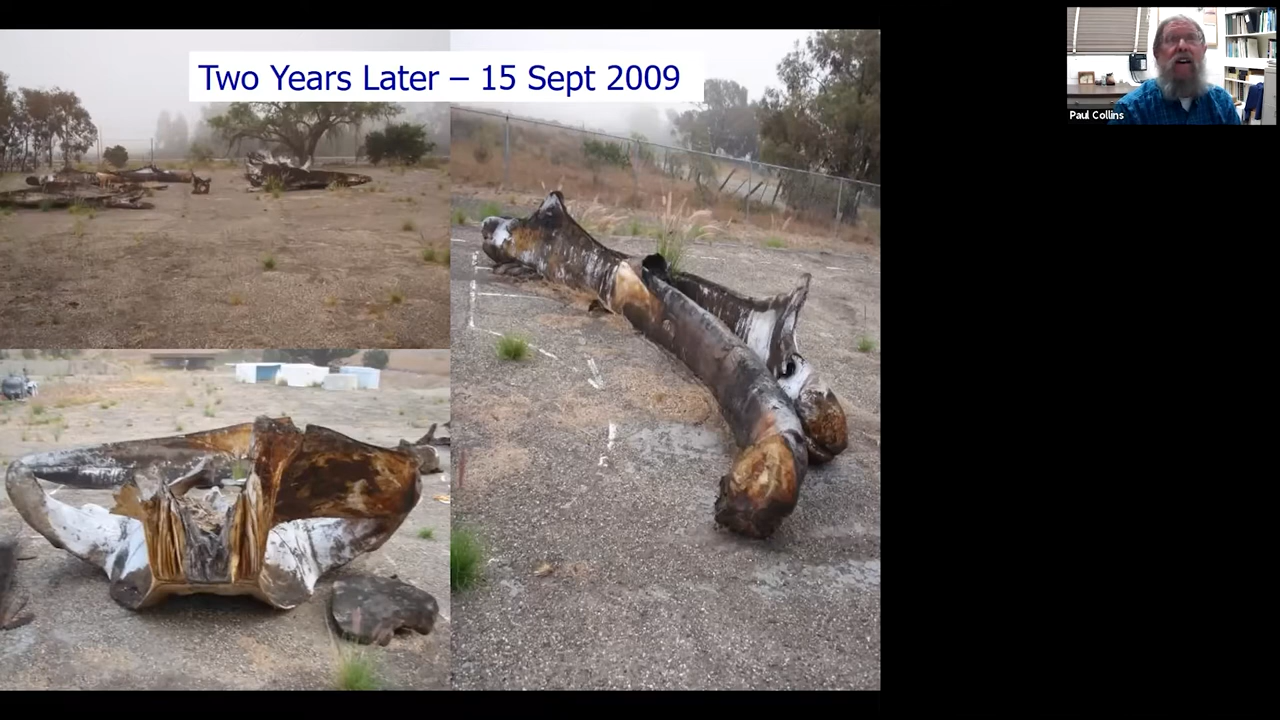 Two Years Later – 15 Sept 2009
Paul Collins